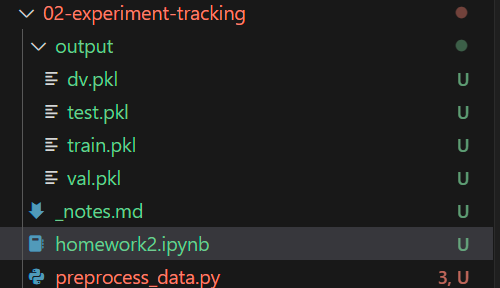 02-experiment-tracking
output
dv.pkl U
test.pkl U
train.pkl U
val.pkl U
_notes.md U
homework2.ipynb U
preprocess_data.py 3, U